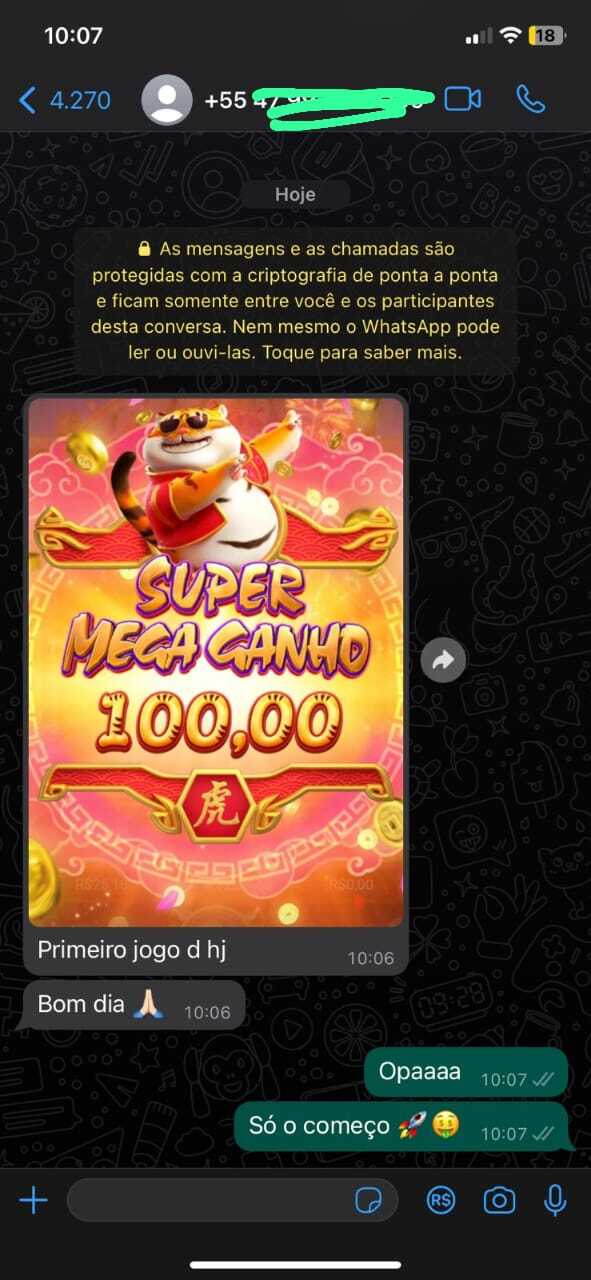 10:07
18
4.270
+55 47
Hoje
As mensagens e as chamadas são
protegidas com a criptografia de ponta a ponta
e ficam somente entre você e os participantes
desta conversa. Nem mesmo o WhatsApp pode
ler ou ouvi-las. Toque para saber mais.
SUPER
MEGA GANHO
100,00
虎
R$0,00
Primeiro jogo d hj
10:06
Bom dia 🙏🏻
10:06
Opaaaa
10:07
Só o começo 🚀🤑
10:07
R$